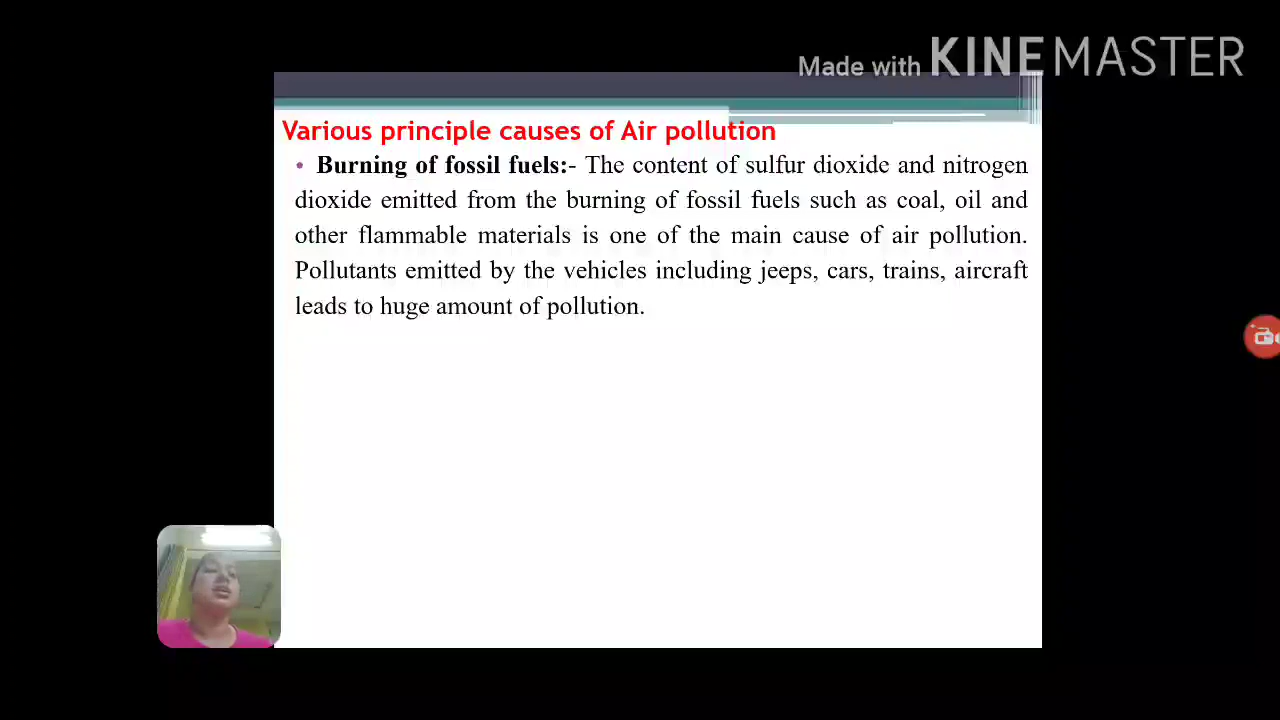 Made with KINEMASTER
Various principle causes of Air pollution
• Burning of fossil fuels:- The content of sulfur dioxide and nitrogen
dioxide emitted from the burning of fossil fuels such as coal, oil and
other flammable materials is one of the main cause of air pollution.
Pollutants emitted by the vehicles including jeeps, cars, trains, aircraft
leads to huge amount of pollution.